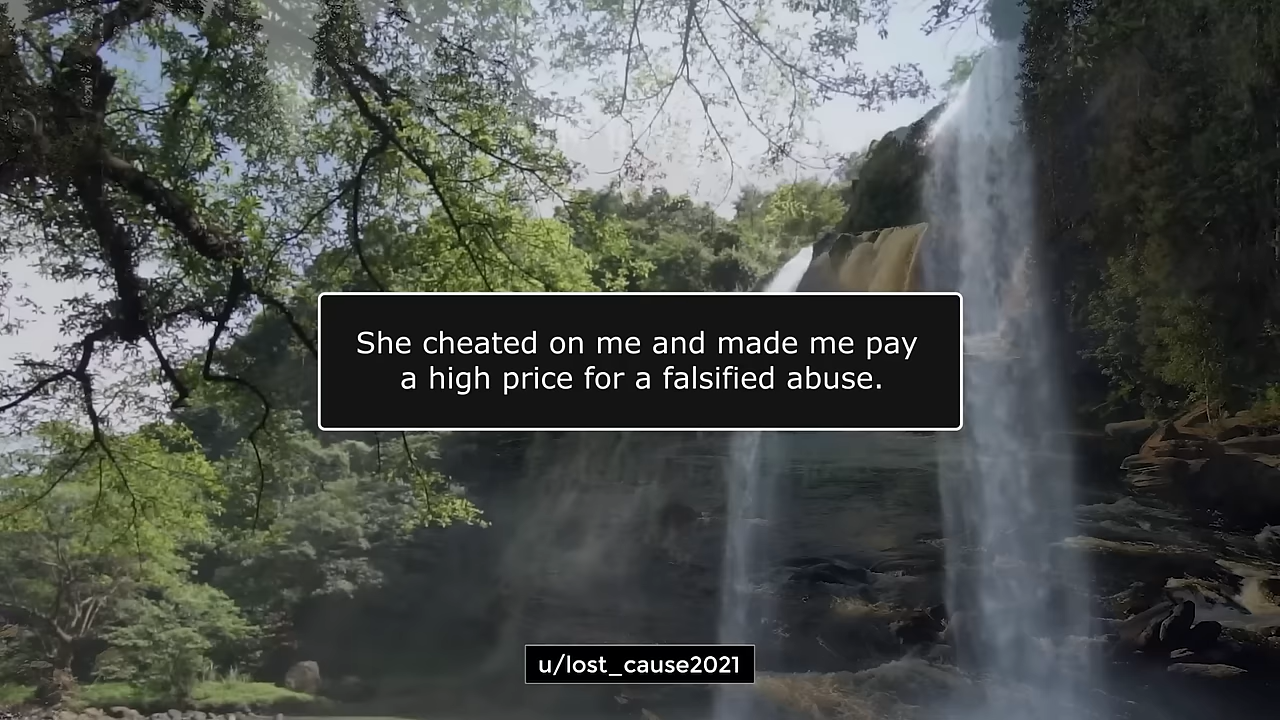 She cheated on me and made me pay
a high price for a falsified abuse.
u/lost_cause2021